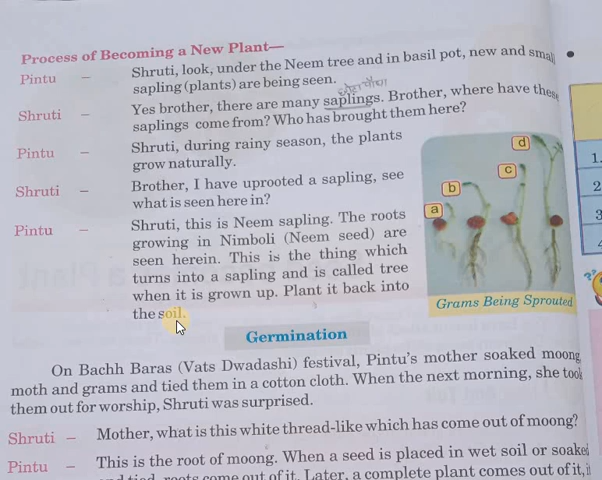 Process of Becoming a New Plant—
Pintu – Shruti, look, under the Neem tree and in basil pot, new and small
sapling (plants) are being seen.
Shruti – Yes brother, there are many saplings. Brother, where have these
saplings come from? Who has brought them here?
Pintu – Shruti, during rainy season, the plants
grow naturally.
Shruti – Brother, I have uprooted a sapling, see
what is seen here in?
Pintu – Shruti, this is Neem sapling. The roots
growing in Nimboli (Neem seed) are
seen herein. This is the thing which
turns into a sapling and is called tree
when it is grown up. Plant it back into
the soil.
a
b
c
d
Grams Being Sprouted
1.
2
3
Germination
On Bachh Baras (Vats Dwadashi) festival, Pintu's mother soaked moong
moth and grams and tied them in a cotton cloth. When the next morning, she took
them out for worship, Shruti was surprised.
Shruti – Mother, what is this white thread-like which has come out of moong?
Pintu – This is the root of moong. When a seed is placed in wet soil or soaked
and tied, roots come out of it. Later, a complete plant comes out of it,